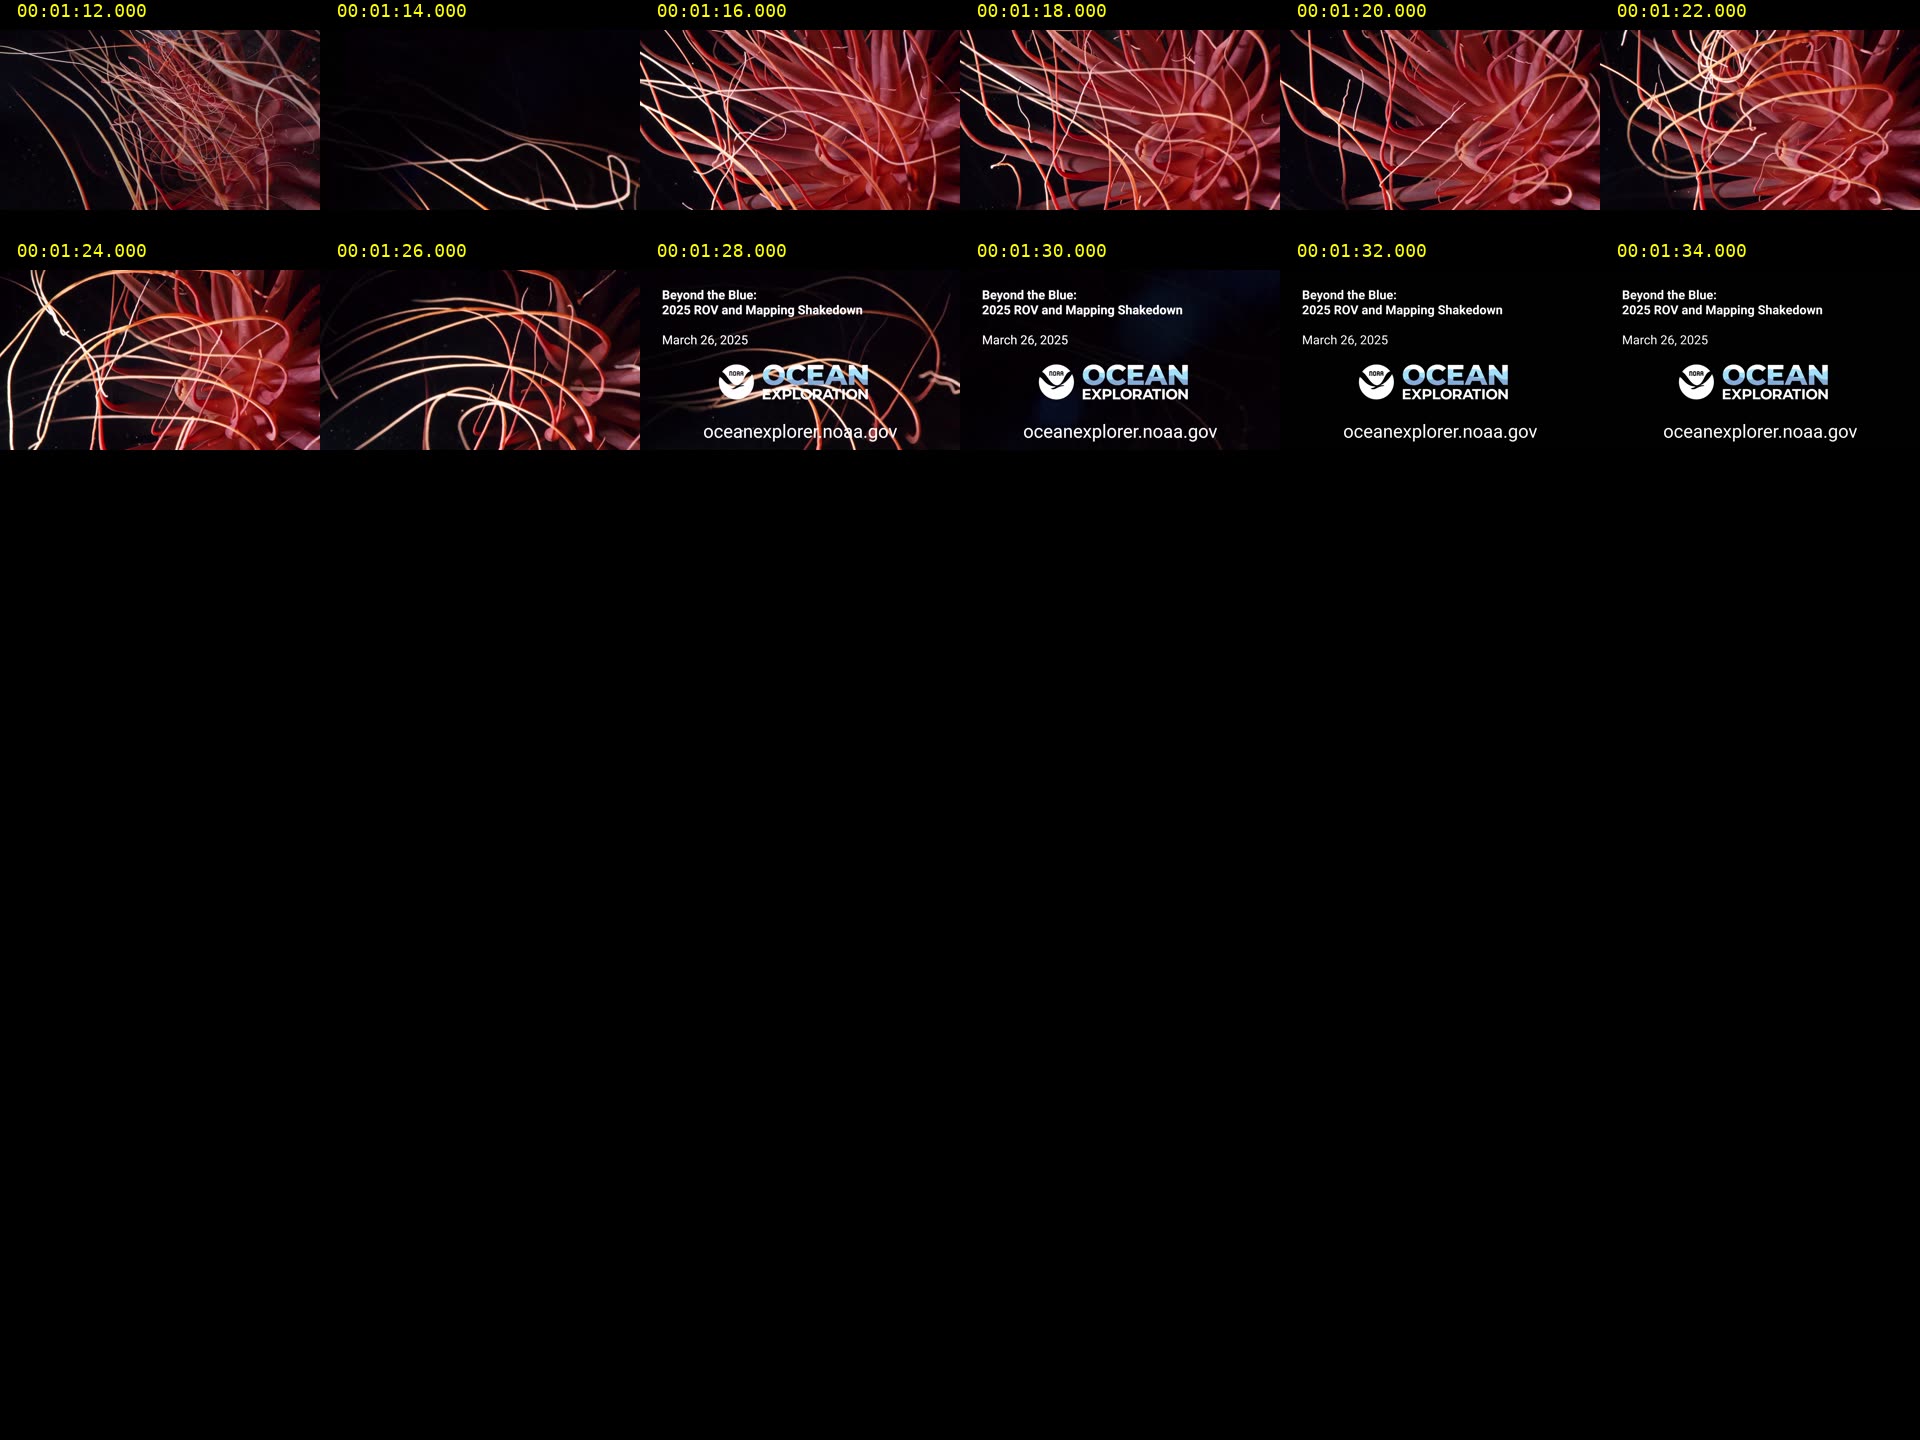 00:01:12.000
00:01:14.000
00:01:16.000
00:01:18.000
00:01:20.000
00:01:22.000
00:01:24.000
00:01:26.000
00:01:28.000
00:01:30.000
00:01:32.000
00:01:34.000
Beyond the Blue:
2025 ROV and Mapping Shakedown
March 26, 2025
NOAA
OCEAN
EXPLORATION
oceanexplorer.noaa.gov
Beyond the Blue:
2025 ROV and Mapping Shakedown
March 26, 2025
NOAA
OCEAN
EXPLORATION
oceanexplorer.noaa.gov
Beyond the Blue:
2025 ROV and Mapping Shakedown
March 26, 2025
NOAA
OCEAN
EXPLORATION
oceanexplorer.noaa.gov
Beyond the Blue:
2025 ROV and Mapping Shakedown
March 26, 2025
NOAA
OCEAN
EXPLORATION
oceanexplorer.noaa.gov